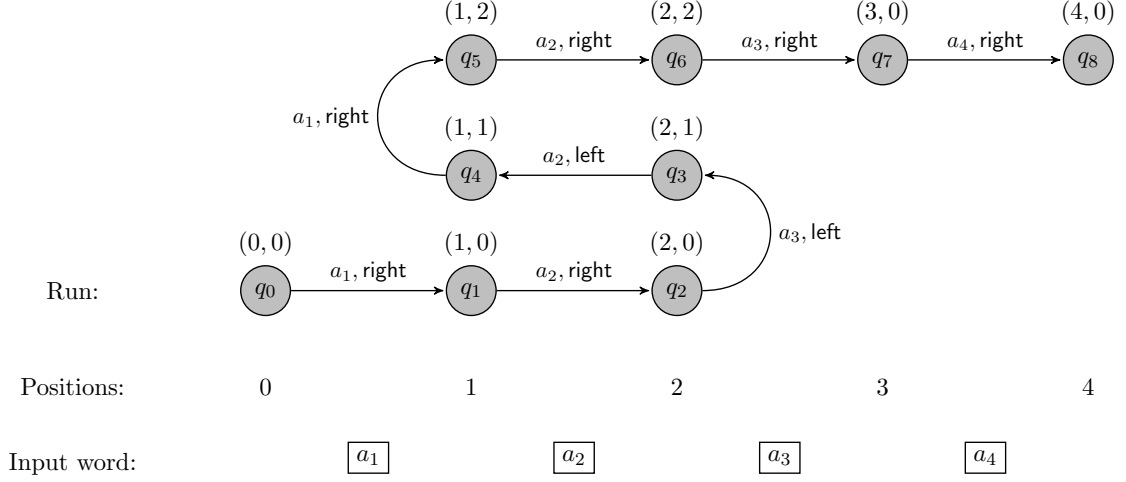 (1, 2) (2, 2) (3, 0) (4, 0)
q5 a2, right q6 a3, right q7 a4, right q8
a1, right
(1, 1) (2, 1)
q4 a2, left q3
(0, 0) (1, 0) (2, 0)
a3, left
Run: q0 a1, right q1 a2, right q2
Positions: 0 1 2 3 4
Input word: a1 a2 a3 a4